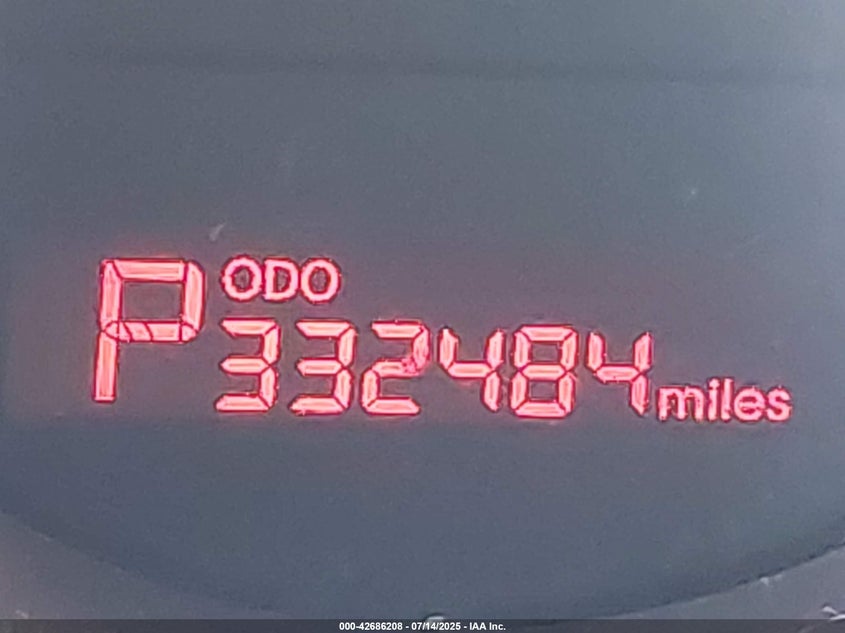 P ODO
332484 miles
000-42686208 - 07/14/2025 - IAA Inc.